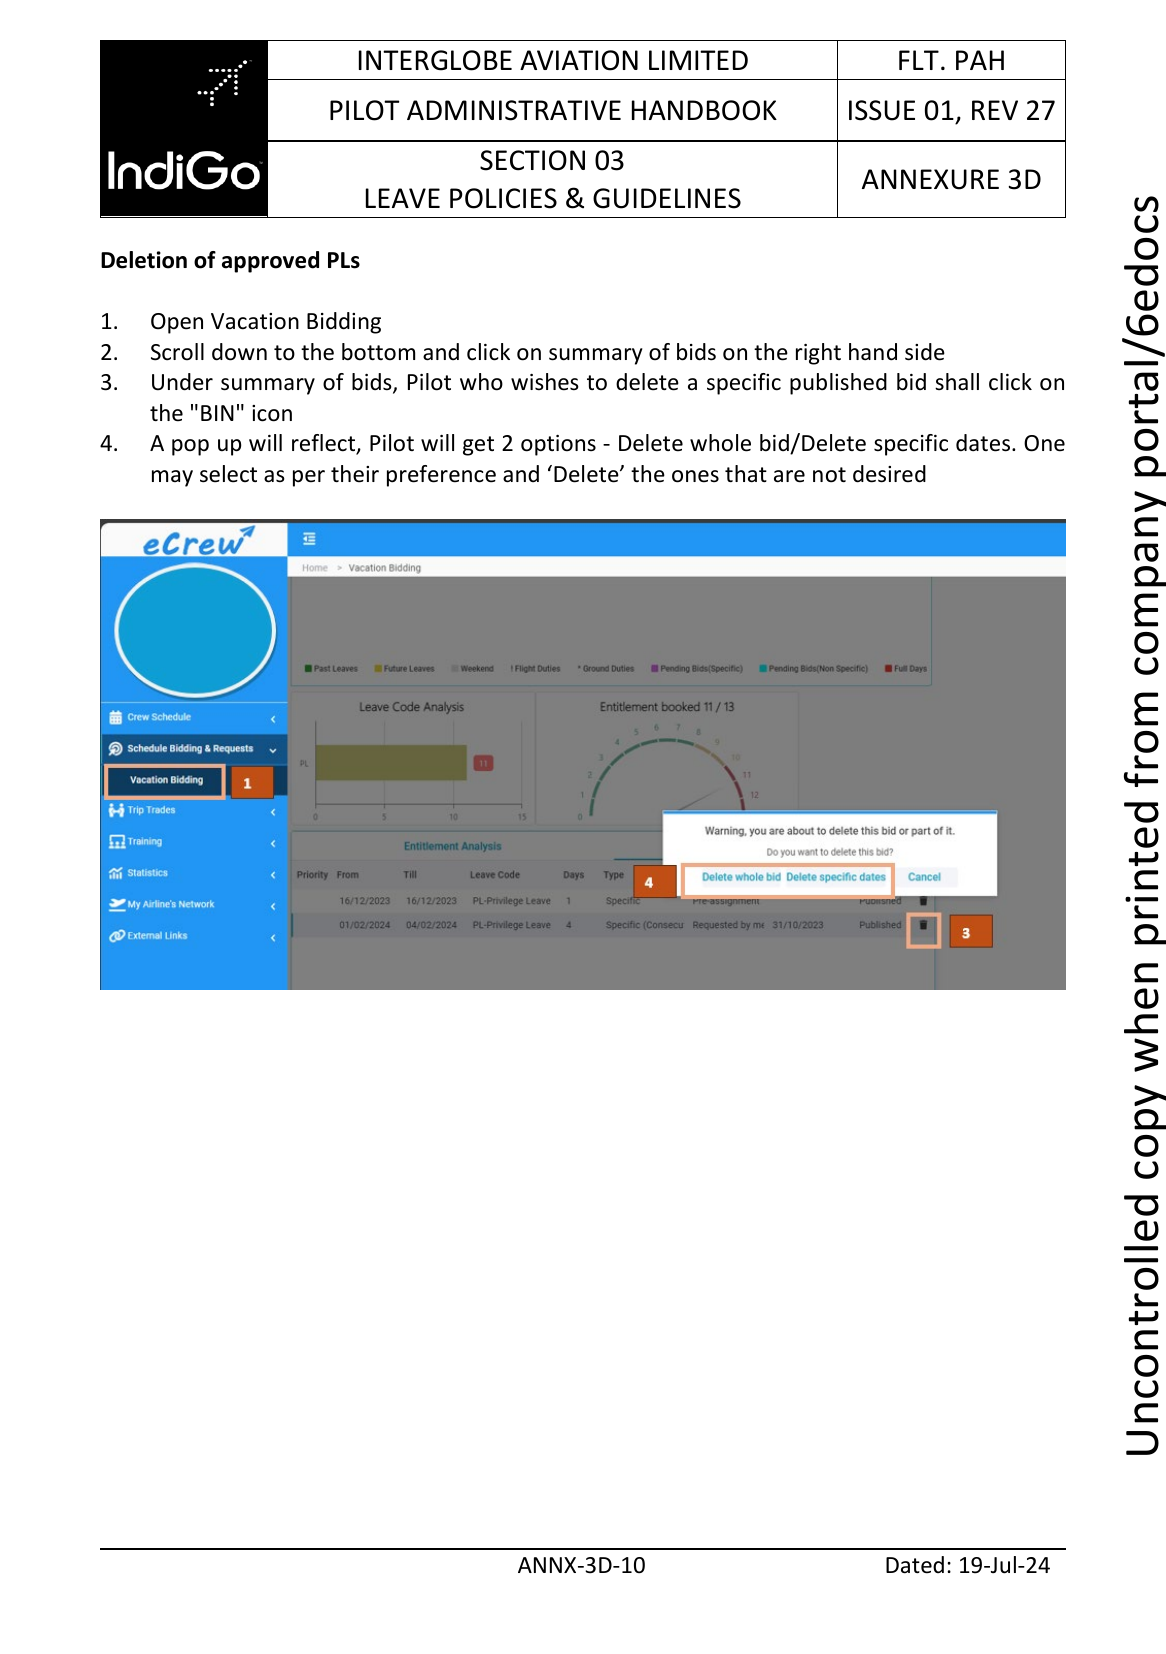 INTERGLOBE AVIATION LIMITED
FLT. PAH
PILOT ADMINISTRATIVE HANDBOOK
ISSUE 01, REV 27
IndiGo
SECTION 03
LEAVE POLICIES & GUIDELINES
ANNEXURE 3D
Deletion of approved PLs
1. Open Vacation Bidding
2. Scroll down to the bottom and click on summary of bids on the right hand side
3. Under summary of bids, Pilot who wishes to delete a specific published bid shall click on
the "BIN" icon
4. A pop up will reflect, Pilot will get 2 options - Delete whole bid/Delete specific dates. One
may select as per their preference and ‘Delete’ the ones that are not desired
eCrew
Home > Vacation Bidding
Past Leaves Future Leaves Weekend ! Flight Duties * Ground Duties Pending Bids(Specific) Pending Bids(Non Specific) Full Days
Crew Schedule
Schedule Bidding & Requests
Vacation Bidding
1
Trip Trades
Training
Statistics
My Airline's Network
External Links
Leave Code Analysis
PL
11
0 5 10 15
Entitlement booked 11 / 13
0 1 2 3 4 5 6 7 8 9 10 11 12
Warning, you are about to delete this bid or part of it.
Do you want to delete this bid?
Delete whole bid Delete specific dates Cancel
4
Entitlement Analysis
Priority From Till Leave Code Days Type
16/12/2023 16/12/2023 PL-Privilege Leave 1 Specific Pre-assignment Published
01/02/2024 04/02/2024 PL-Privilege Leave 4 Specific (Consecu Requested by me 31/10/2023 Published
3
ANNX-3D-10
Dated: 19-Jul-24
Uncontrolled copy when printed from company portal/6edocs